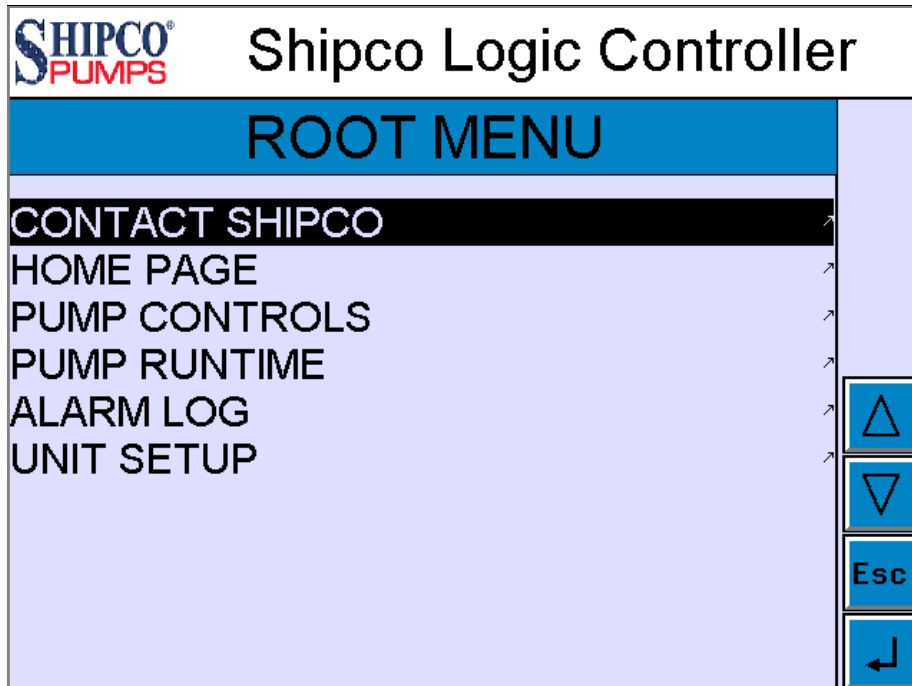 SHIPCO®
PUMPS
Shipco Logic Controller
ROOT MENU
CONTACT SHIPCO
HOME PAGE
PUMP CONTROLS
PUMP RUNTIME
ALARM LOG
UNIT SETUP
Esc